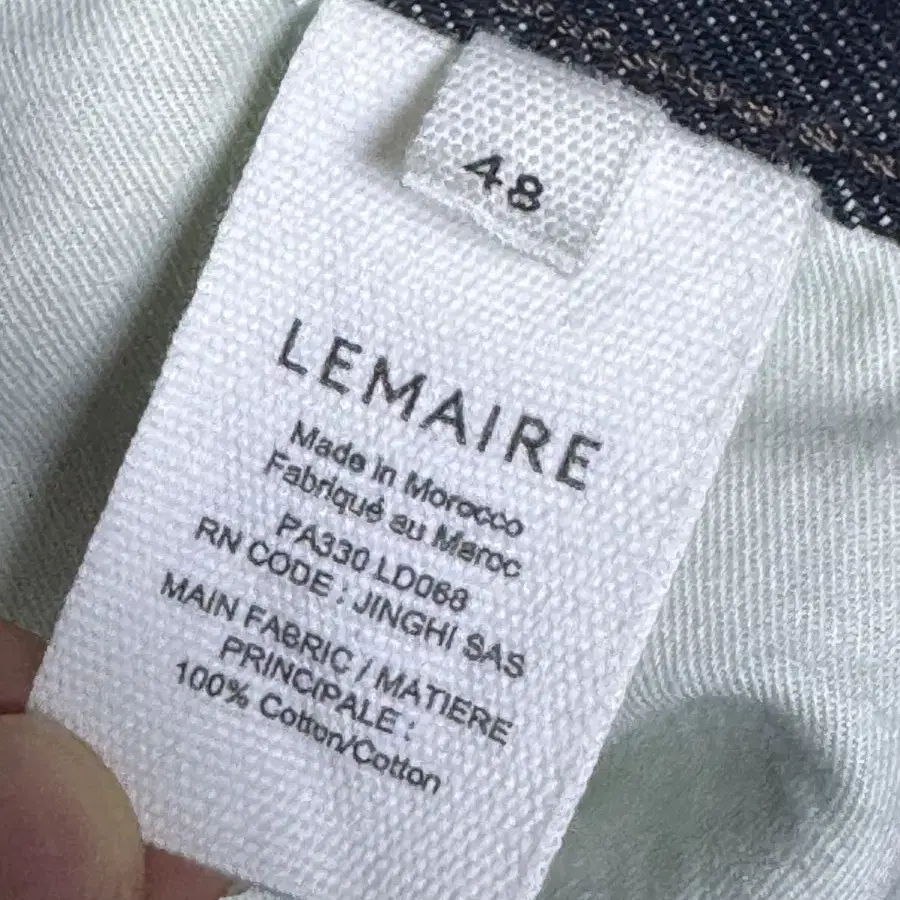 48
LEMAIRE
Made in Morocco
Fabriqué au Maroc
PA330 LD068
RN CODE : JINGHI SAS
MAIN FABRIC / MATIERE
PRINCIPALE :
100% Cotton/Cotton